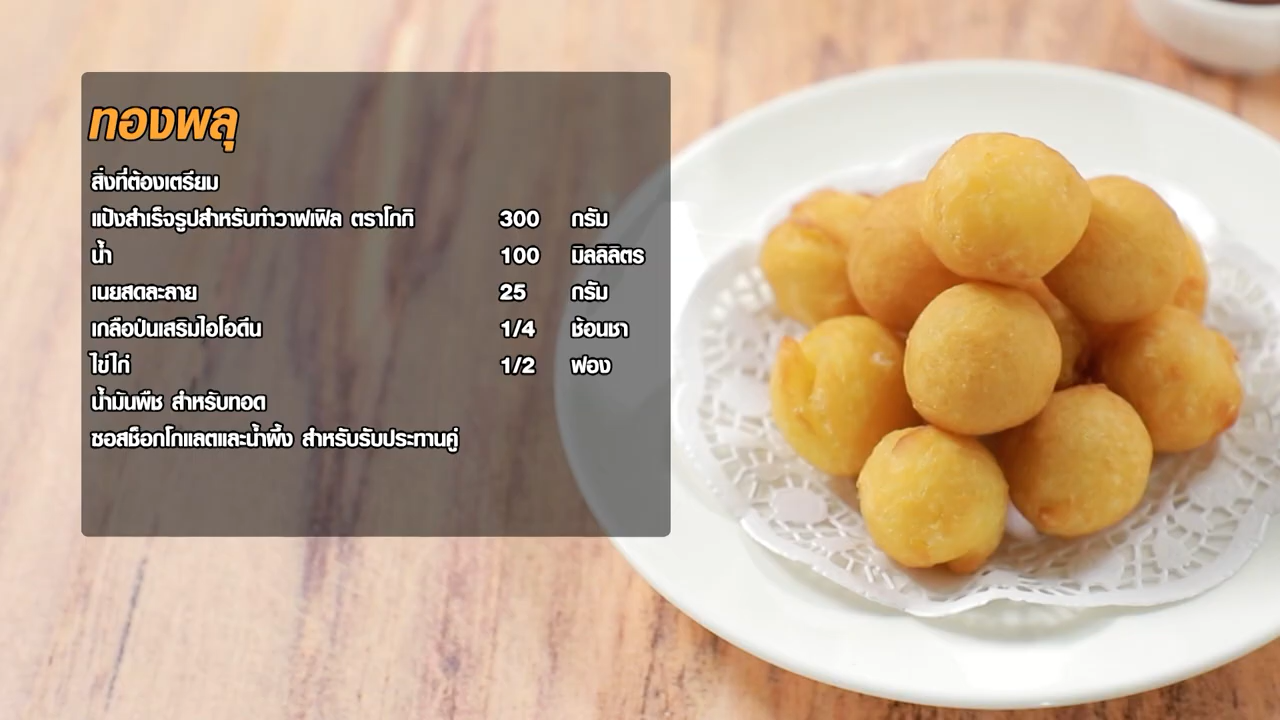 ทองพลุ
สิ่งที่ต้องเตรียม
แป้งสำเร็จรูปสำหรับทำวาฟเฟิล ตราโกกิ 300 กรัม
น้ำ 100 มิลลิลิตร
เนยสดละลาย 25 กรัม
เกลือป่นเสริมไอโอดีน 1/4 ช้อนชา
ไข่ไก่ 1/2 ฟอง
น้ำมันพืช สำหรับทอด
ซอสช็อกโกแลตและน้ำผึ้ง สำหรับรับประทานคู่